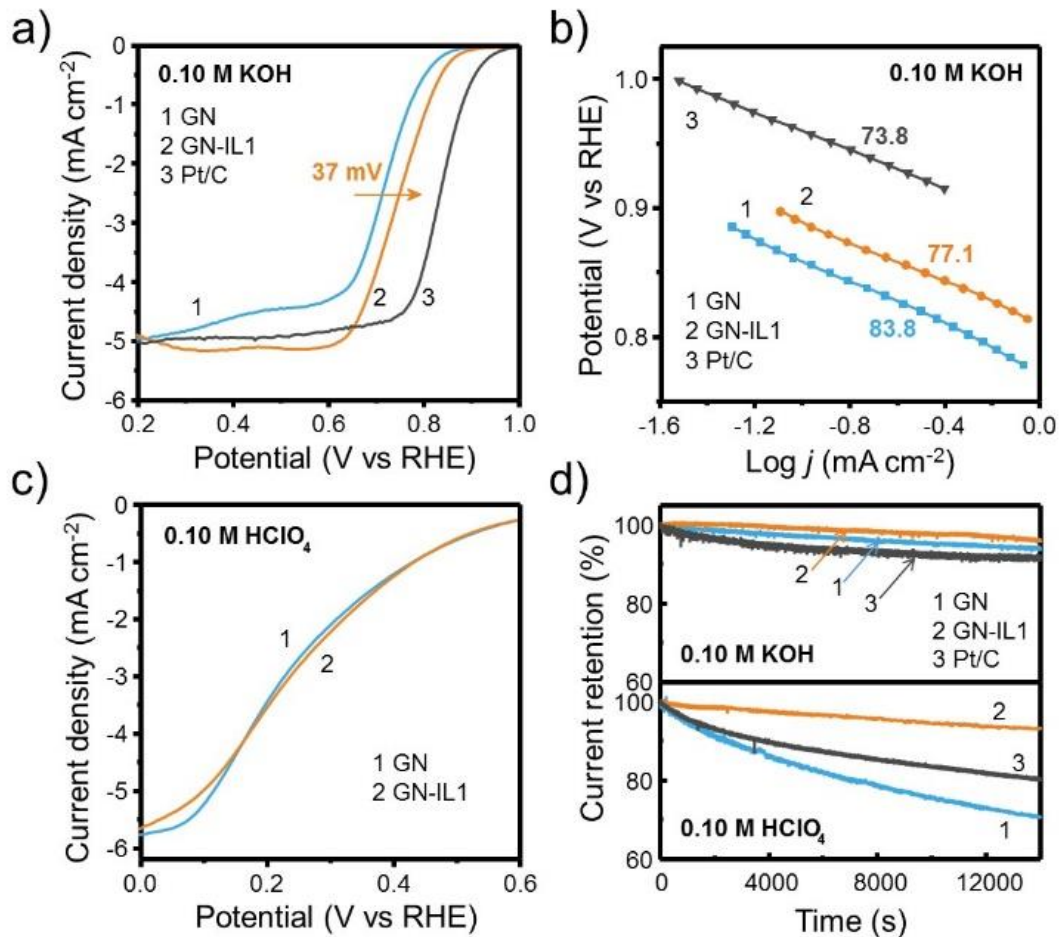 a)
0.10 M KOH
1 GN
2 GN-IL1
3 Pt/C
37 mV
1
2
3
0
-1
-2
-3
-4
-5
-6
0.2 0.4 0.6 0.8 1.0
Current density (mA cm⁻²)
Potential (V vs RHE)
b)
0.10 M KOH
3
73.8
1
2
77.1
83.8
1 GN
2 GN-IL1
3 Pt/C
1.0
0.9
0.8
-1.6 -1.2 -0.8 -0.4 0.0
Potential (V vs RHE)
Log j (mA cm⁻²)
c)
0.10 M HClO₄
1
2
1 GN
2 GN-IL1
0
-1
-2
-3
-4
-5
-6
0.0 0.2 0.4 0.6
Current density (mA cm⁻²)
Potential (V vs RHE)
d)
100
80
60
2
1
3
1 GN
2 GN-IL1
3 Pt/C
0.10 M KOH
100
80
60
2
3
1
0.10 M HClO₄
0 4000 8000 12000
Current retention (%)
Time (s)